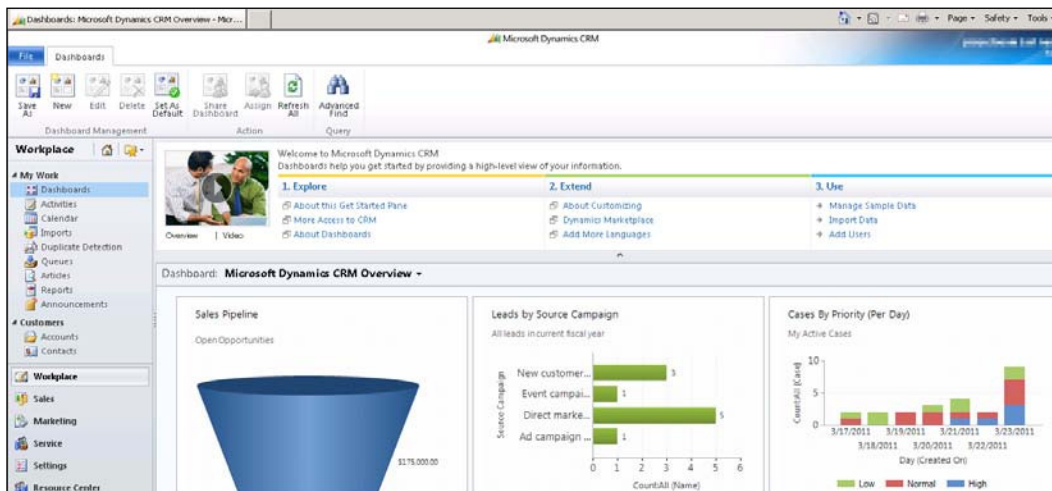 Dashboards: Microsoft Dynamics CRM Overview - Micr...
Page Safety Tools
Microsoft Dynamics CRM
File Dashboards
Save As New Edit Delete Set As Default Share Dashboard Assign Refresh All Advanced Find
Dashboard Management Action Query
Workplace
Welcome to Microsoft Dynamics CRM
Dashboards help you get started by providing a high-level view of your information.
1. Explore 2. Extend 3. Use
About this Get Started Pane About Customizing Manage Sample Data
More Access to CRM Dynamics Marketplace Import Data
About Dashboards Add More Languages Add Users
Overview | Video
My Work
Dashboards
Activities
Calendar
Imports
Duplicate Detection
Queues
Articles
Reports
Announcements
Customers
Accounts
Contacts
Workplace
Sales
Marketing
Service
Settings
Resource Center
Dashboard: Microsoft Dynamics CRM Overview
Sales Pipeline
Open Opportunities
$175,000.00
Leads by Source Campaign
All leads in current fiscal year
Source Campaign
New customer... 3
Event campai... 1
Direct marke... 5
Ad campaign ... 1
0 1 2 3 4 5 6
Count:All (Name)
Cases By Priority (Per Day)
My Active Cases
Count:All (Case)
10
5
0
3/17/2011 3/19/2011 3/21/2011 3/23/2011
3/18/2011 3/20/2011 3/22/2011
Day (Created On)
Low Normal High